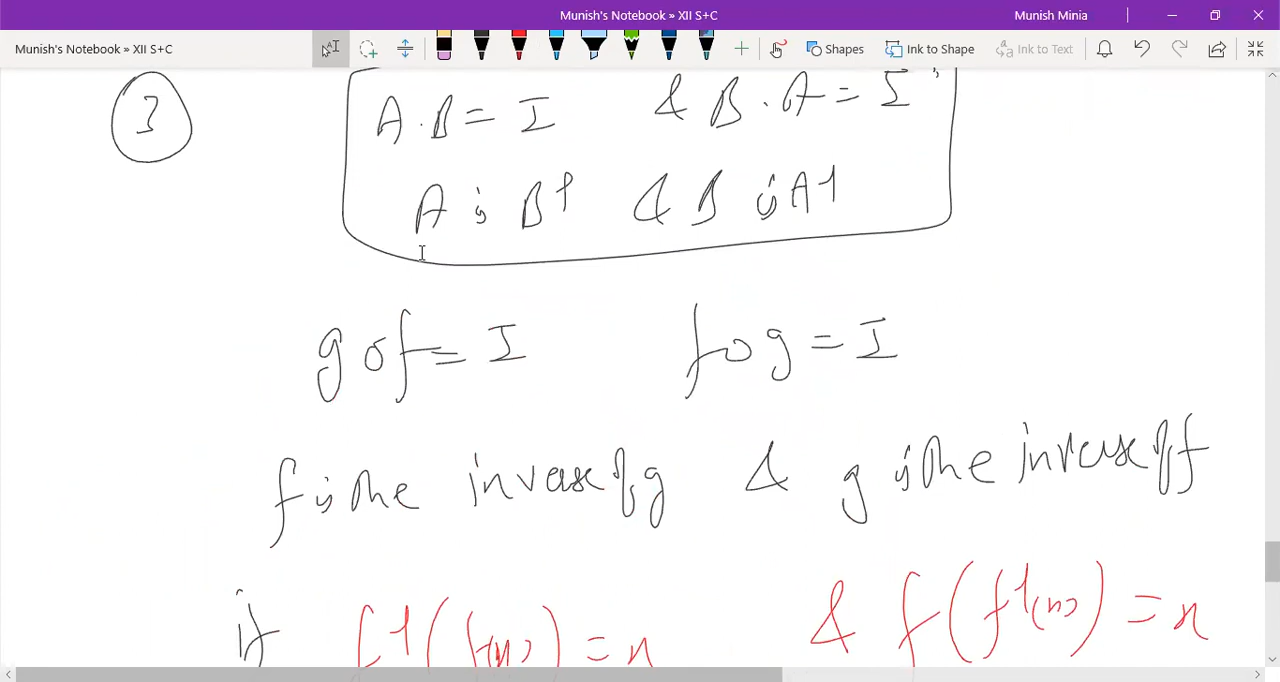 Munish's Notebook » XII S+C
Munish Minia
Munish's Notebook » XII S+C
Shapes
Ink to Shape
Ink to Text
3
A.B = I & B.A = I
A is B⁻¹ & B is A⁻¹
gof = I fog = I
f is the inverse of g & g is the inverse of f
if f⁻¹(f(x)) = x & f(f⁻¹(x)) = x